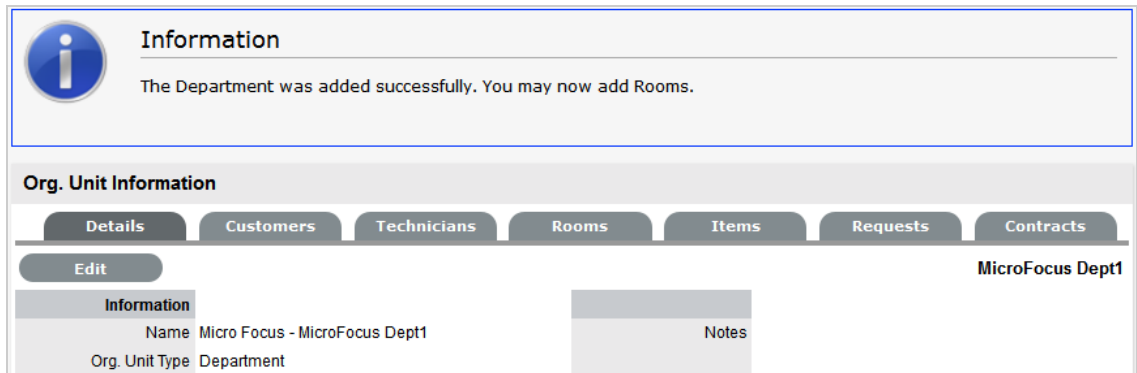 Information
The Department was added successfully. You may now add Rooms.
Org. Unit Information
Details Customers Technicians Rooms Items Requests Contracts
Edit MicroFocus Dept1
Information
Name Micro Focus - MicroFocus Dept1 Notes
Org. Unit Type Department